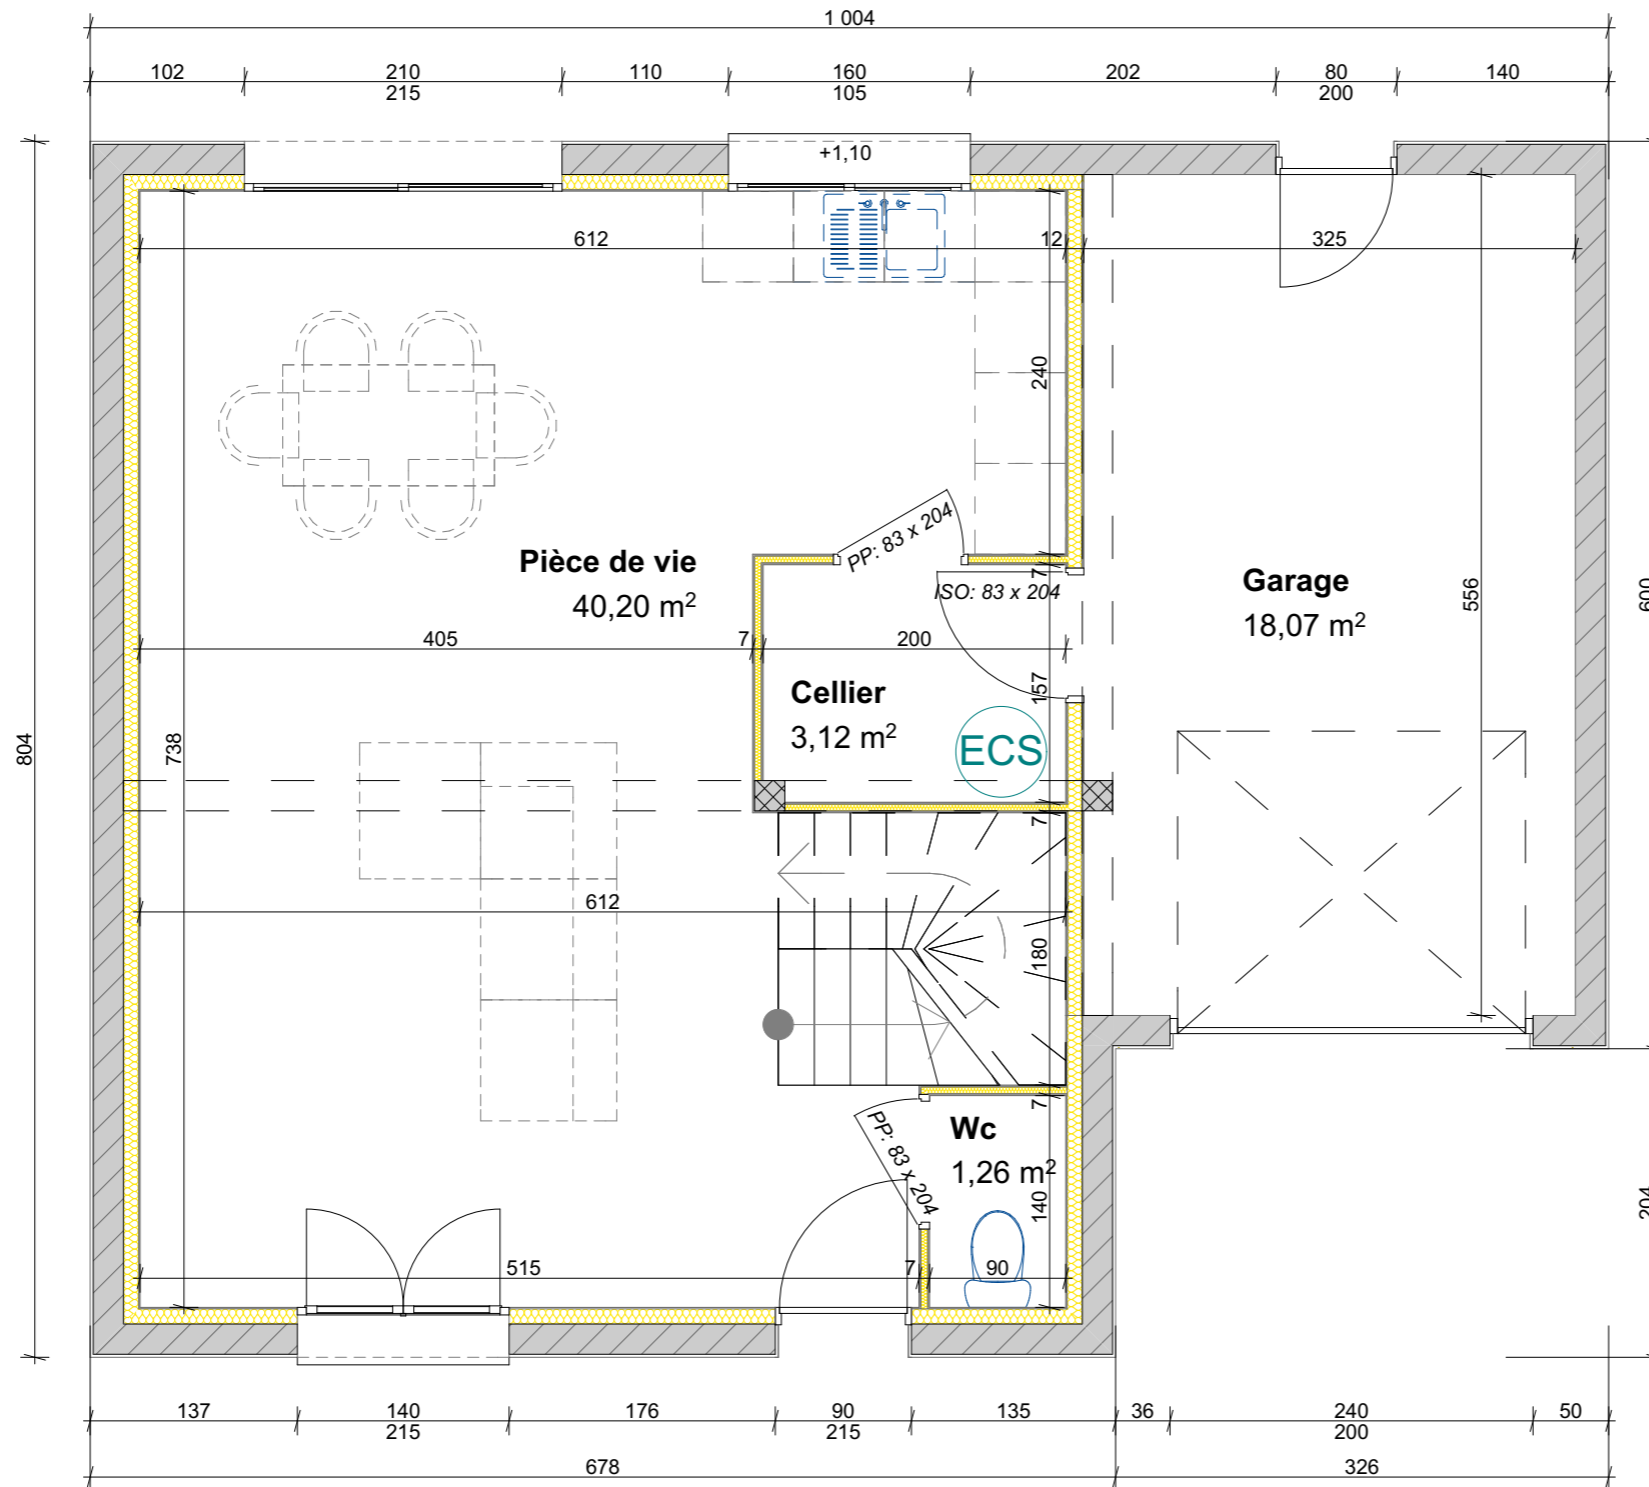 1 004
102 210 110 160 202 80 140
215 105 200
+1,10
612 12 325
240
PP: 83 x 204
Pièce de vie
40,20 m²
7
ISO: 83 x 204
Garage
18,07 m²
556
600
405 7 200
157
Cellier
3,12 m²
ECS
804
738
7
612
180
7
Wc
1,26 m²
PP: 83 x 204
140
204
515 7 90
137 140 176 90 135 36 240 50
215 215 200
678 326